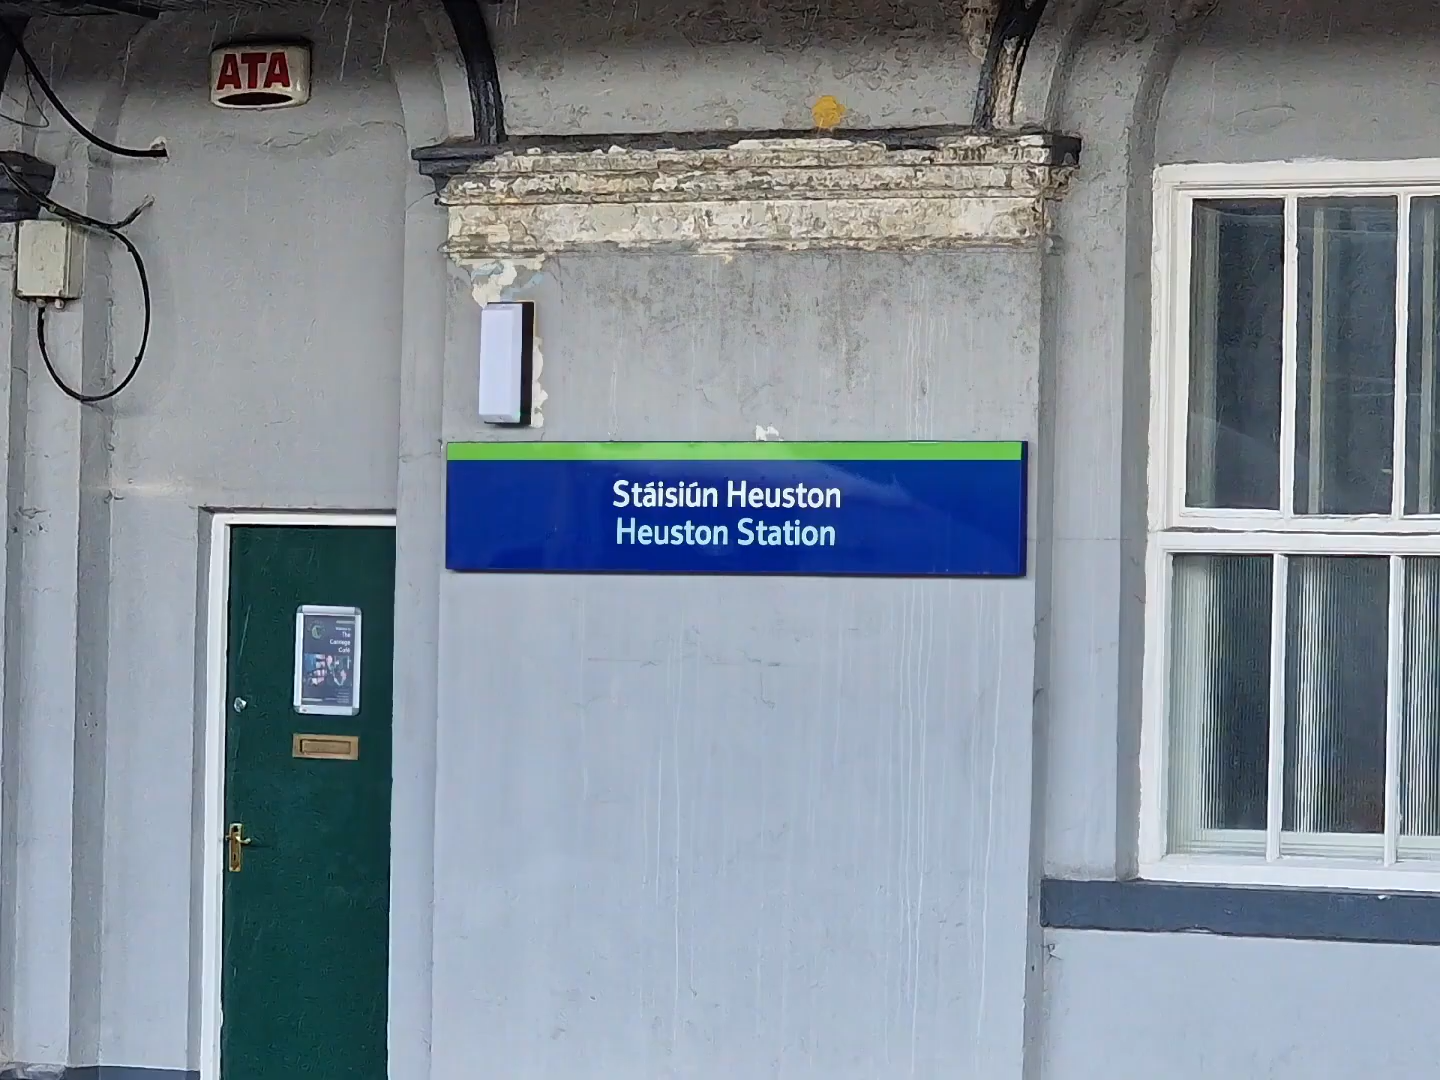 ATA
Stáisiún Heuston
Heuston Station
The
Carriage
Café